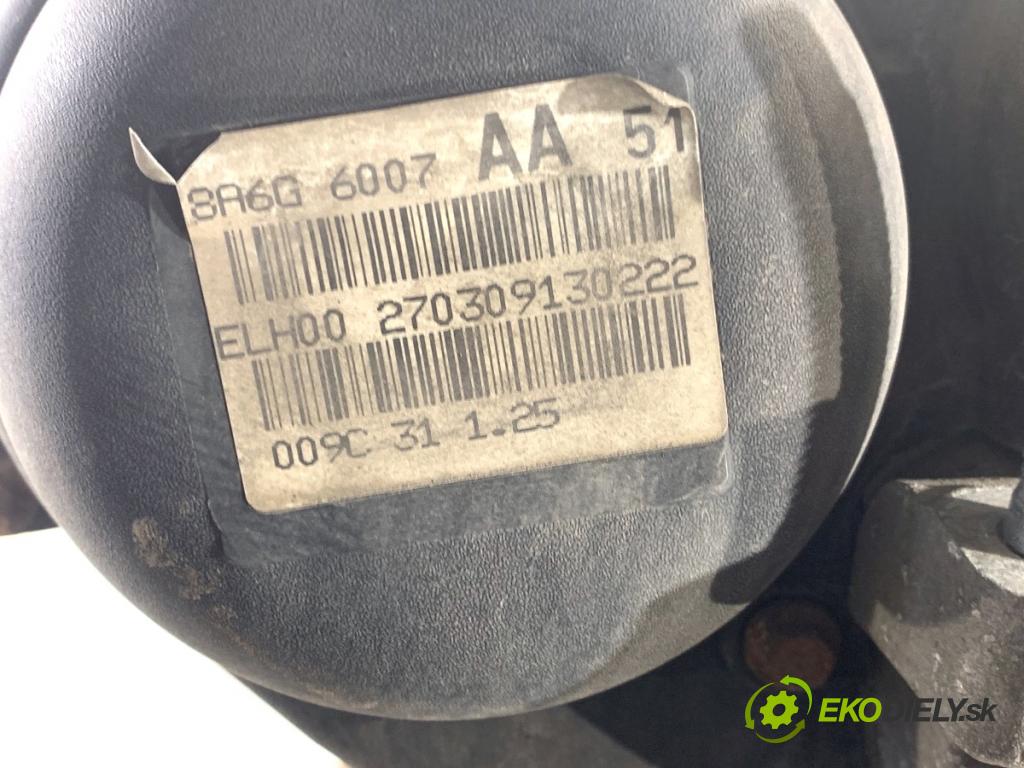 8A6G 6007 AA 51
ELH00 270309130222
009C 31 1.25
EKODIELY.sk